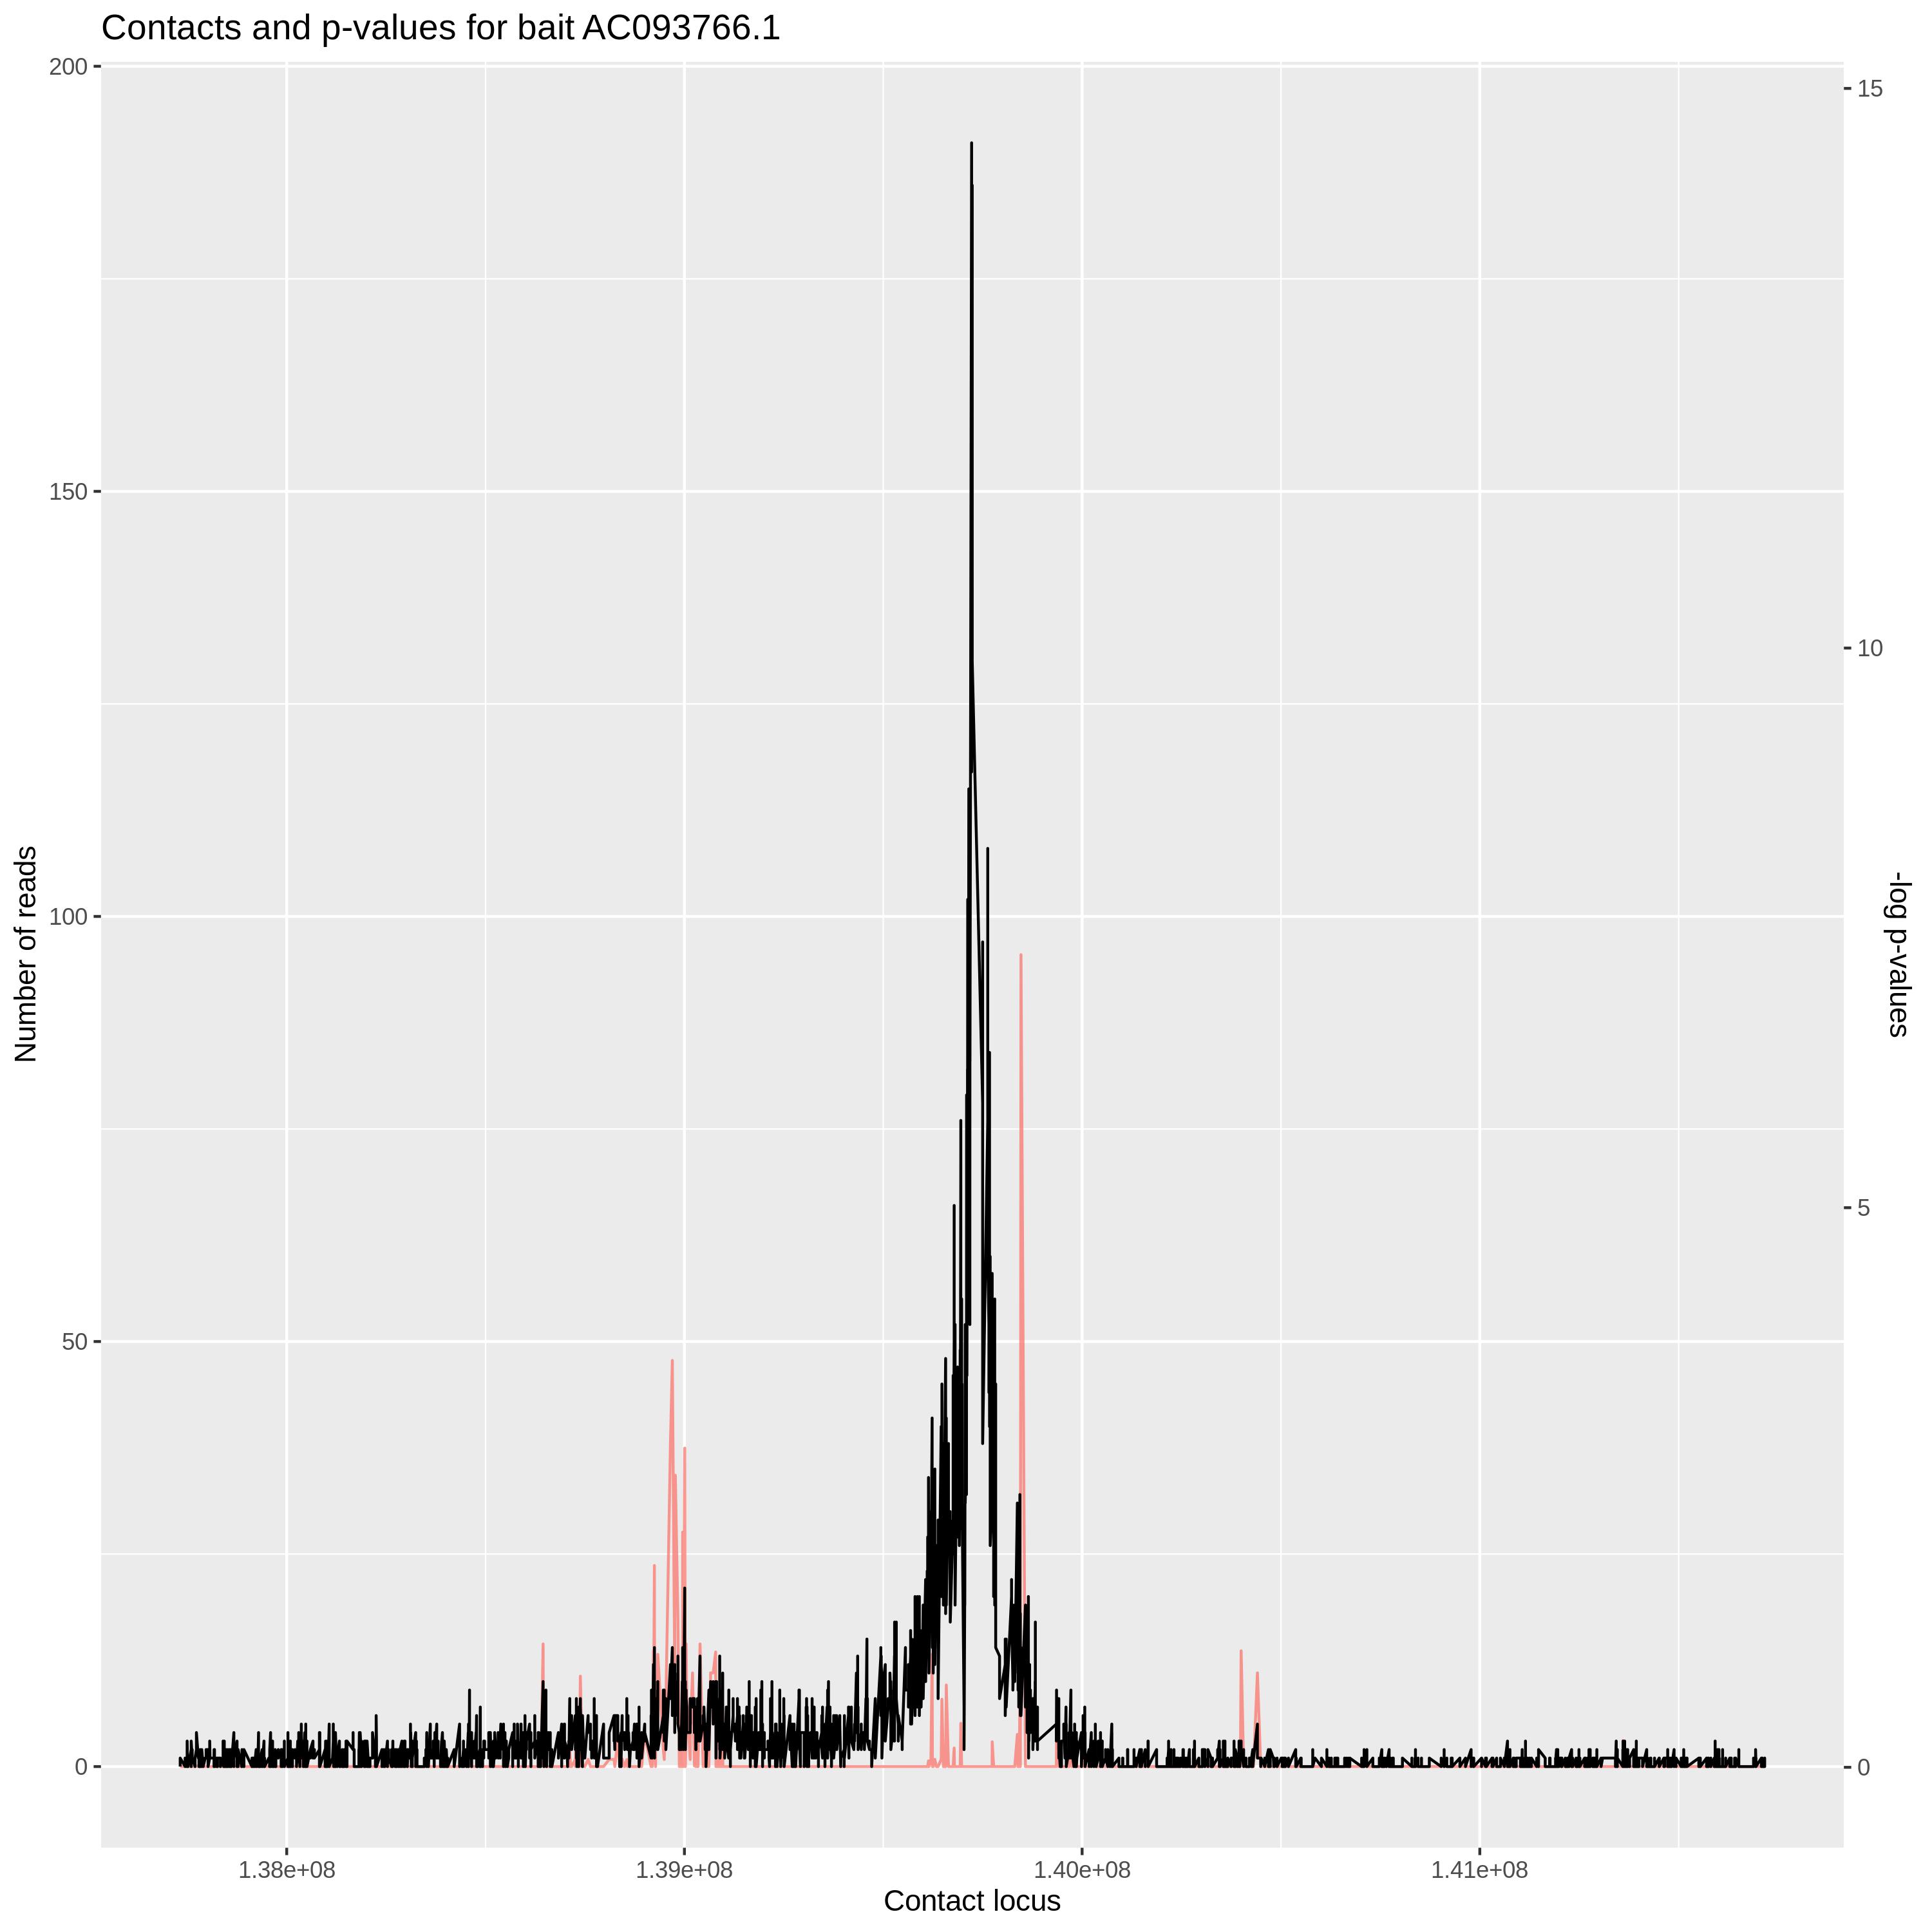 Contacts and p-values for bait AC093766.1
200
150
100
50
0
Number of reads
15
10
5
0
-log p-values
1.38e+08
1.39e+08
1.40e+08
1.41e+08
Contact locus